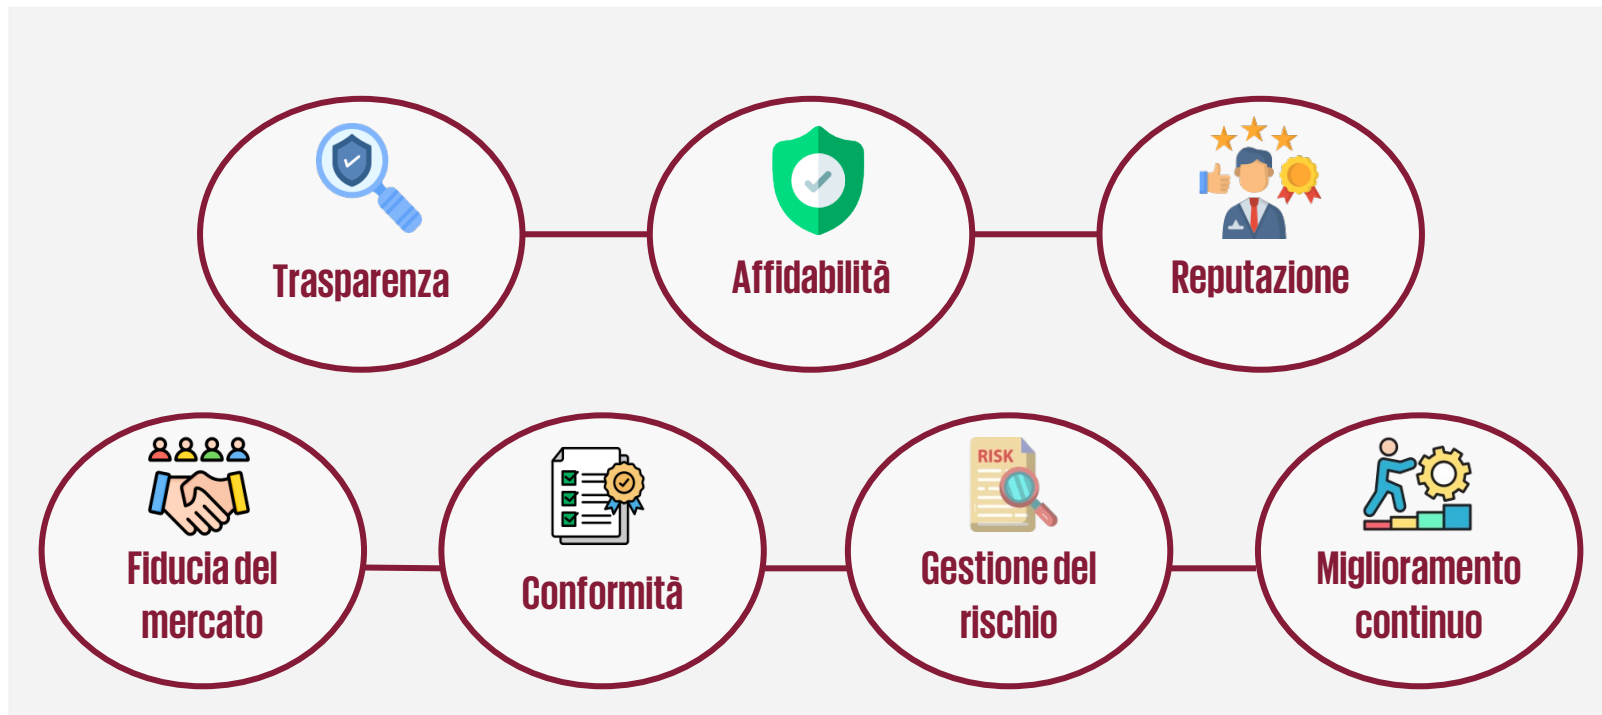 Trasparenza
Affidabilità
Reputazione
Fiducia del
mercato
Conformità
RISK
Gestione del
rischio
Miglioramento
continuo